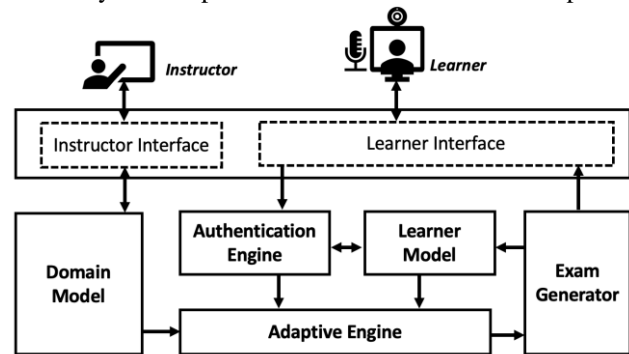 Instructor
Learner
Instructor Interface
Learner Interface
Domain
Model
Authentication
Engine
Learner
Model
Exam
Generator
Adaptive Engine